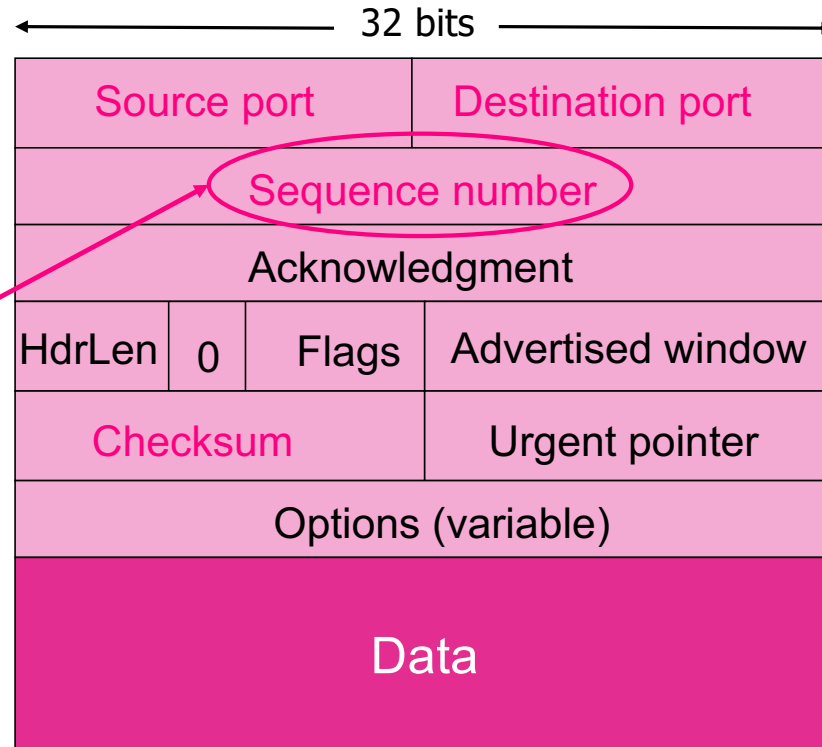 32 bits
Source port Destination port
Sequence number
Acknowledgment
HdrLen 0 Flags Advertised window
Checksum Urgent pointer
Options (variable)
Data